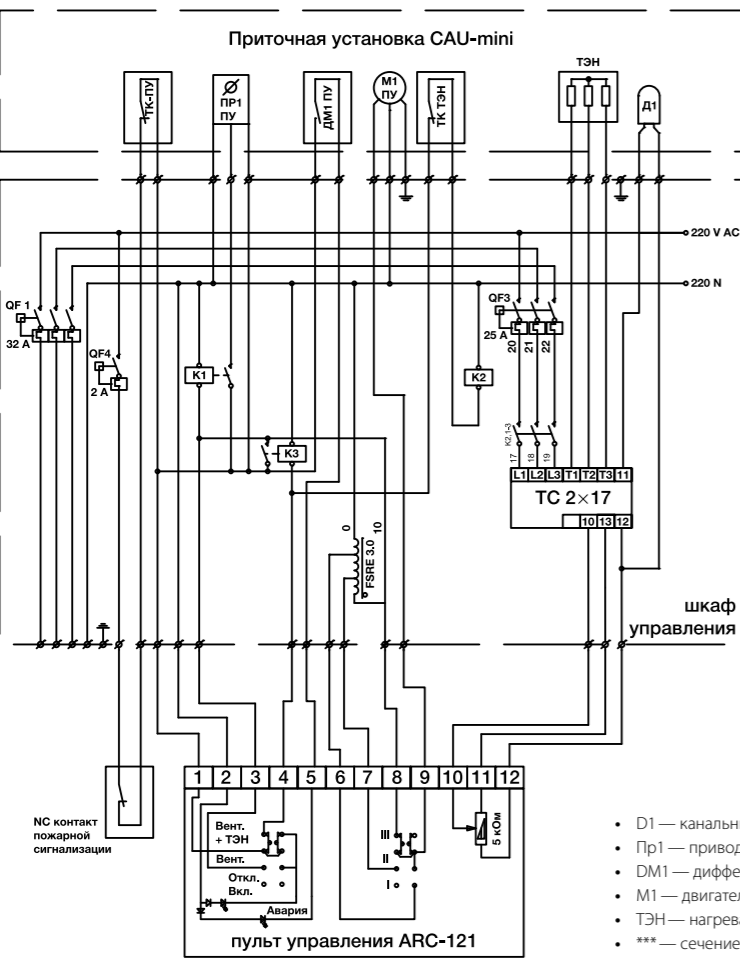 Приточная установка CAU-mini
ТК-ПУ
ПР1
ПУ
ДМ1 ПУ
М1
ПУ
ТК ТЭН
ТЭН
Д1
220 V AC
220 N
QF 1
32 A
QF4
2 A
K1
K3
K2
QF3
25 A
20
21
22
K2.1-3
17
18
19
L1 L2 L3 T1 T2 T3 11
TC 2×17
10 13 12
0
10
FSRE 3.0
шкаф
управления
NC контакт
пожарной
сигнализации
1 2 3 4 5 6 7 8 9 10 11 12
Вент.
+ ТЭН
Вент.
Откл.
Вкл.
Авария
III
II
I
5 кОм
пульт управления ARC-121
• D1 — канальн
• Пр1 — привод
• DM1 — диффе
• M1 — двигател
• ТЭН — нагрева
• *** — сечение